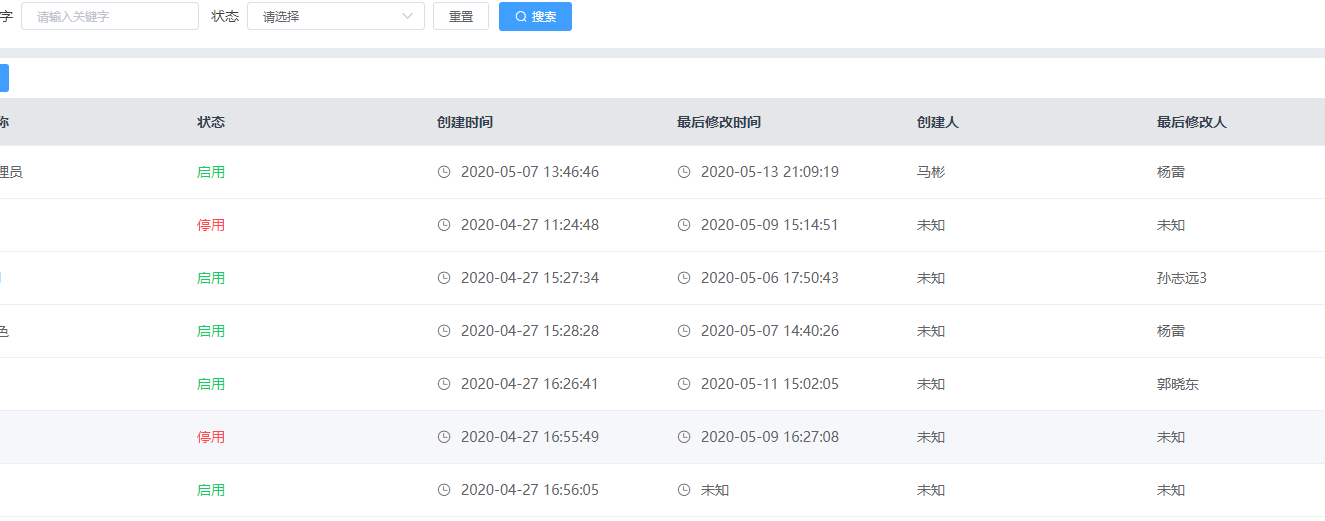 字 请输入关键字 状态 请选择 重置 搜索
称 状态 创建时间 最后修改时间 创建人 最后修改人
理员 启用 2020-05-07 13:46:46 2020-05-13 21:09:19 马彬 杨雷
停用 2020-04-27 11:24:48 2020-05-09 15:14:51 未知 未知
启用 2020-04-27 15:27:34 2020-05-06 17:50:43 未知 孙志远3
色 启用 2020-04-27 15:28:28 2020-05-07 14:40:26 未知 杨雷
启用 2020-04-27 16:26:41 2020-05-11 15:02:05 未知 郭晓东
停用 2020-04-27 16:55:49 2020-05-09 16:27:08 未知 未知
启用 2020-04-27 16:56:05 未知 未知 未知